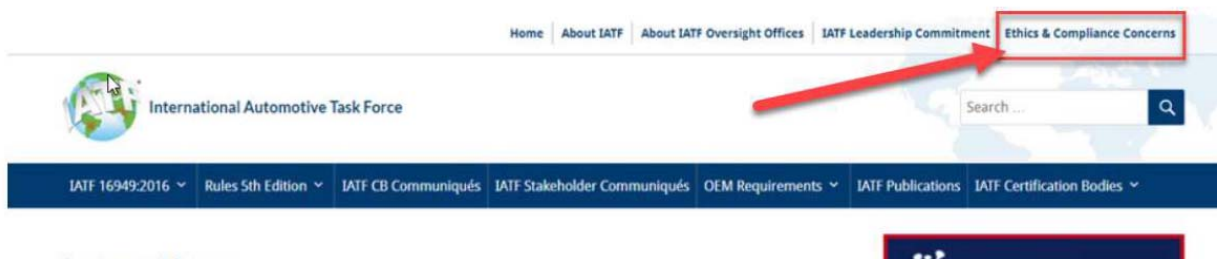 Home About IATF About IATF Oversight Offices IATF Leadership Commitment Ethics & Compliance Concerns
IATF
International Automotive Task Force
Search ...
IATF 16949:2016 Rules 5th Edition IATF CB Communiqués IATF Stakeholder Communiqués OEM Requirements IATF Publications IATF Certification Bodies